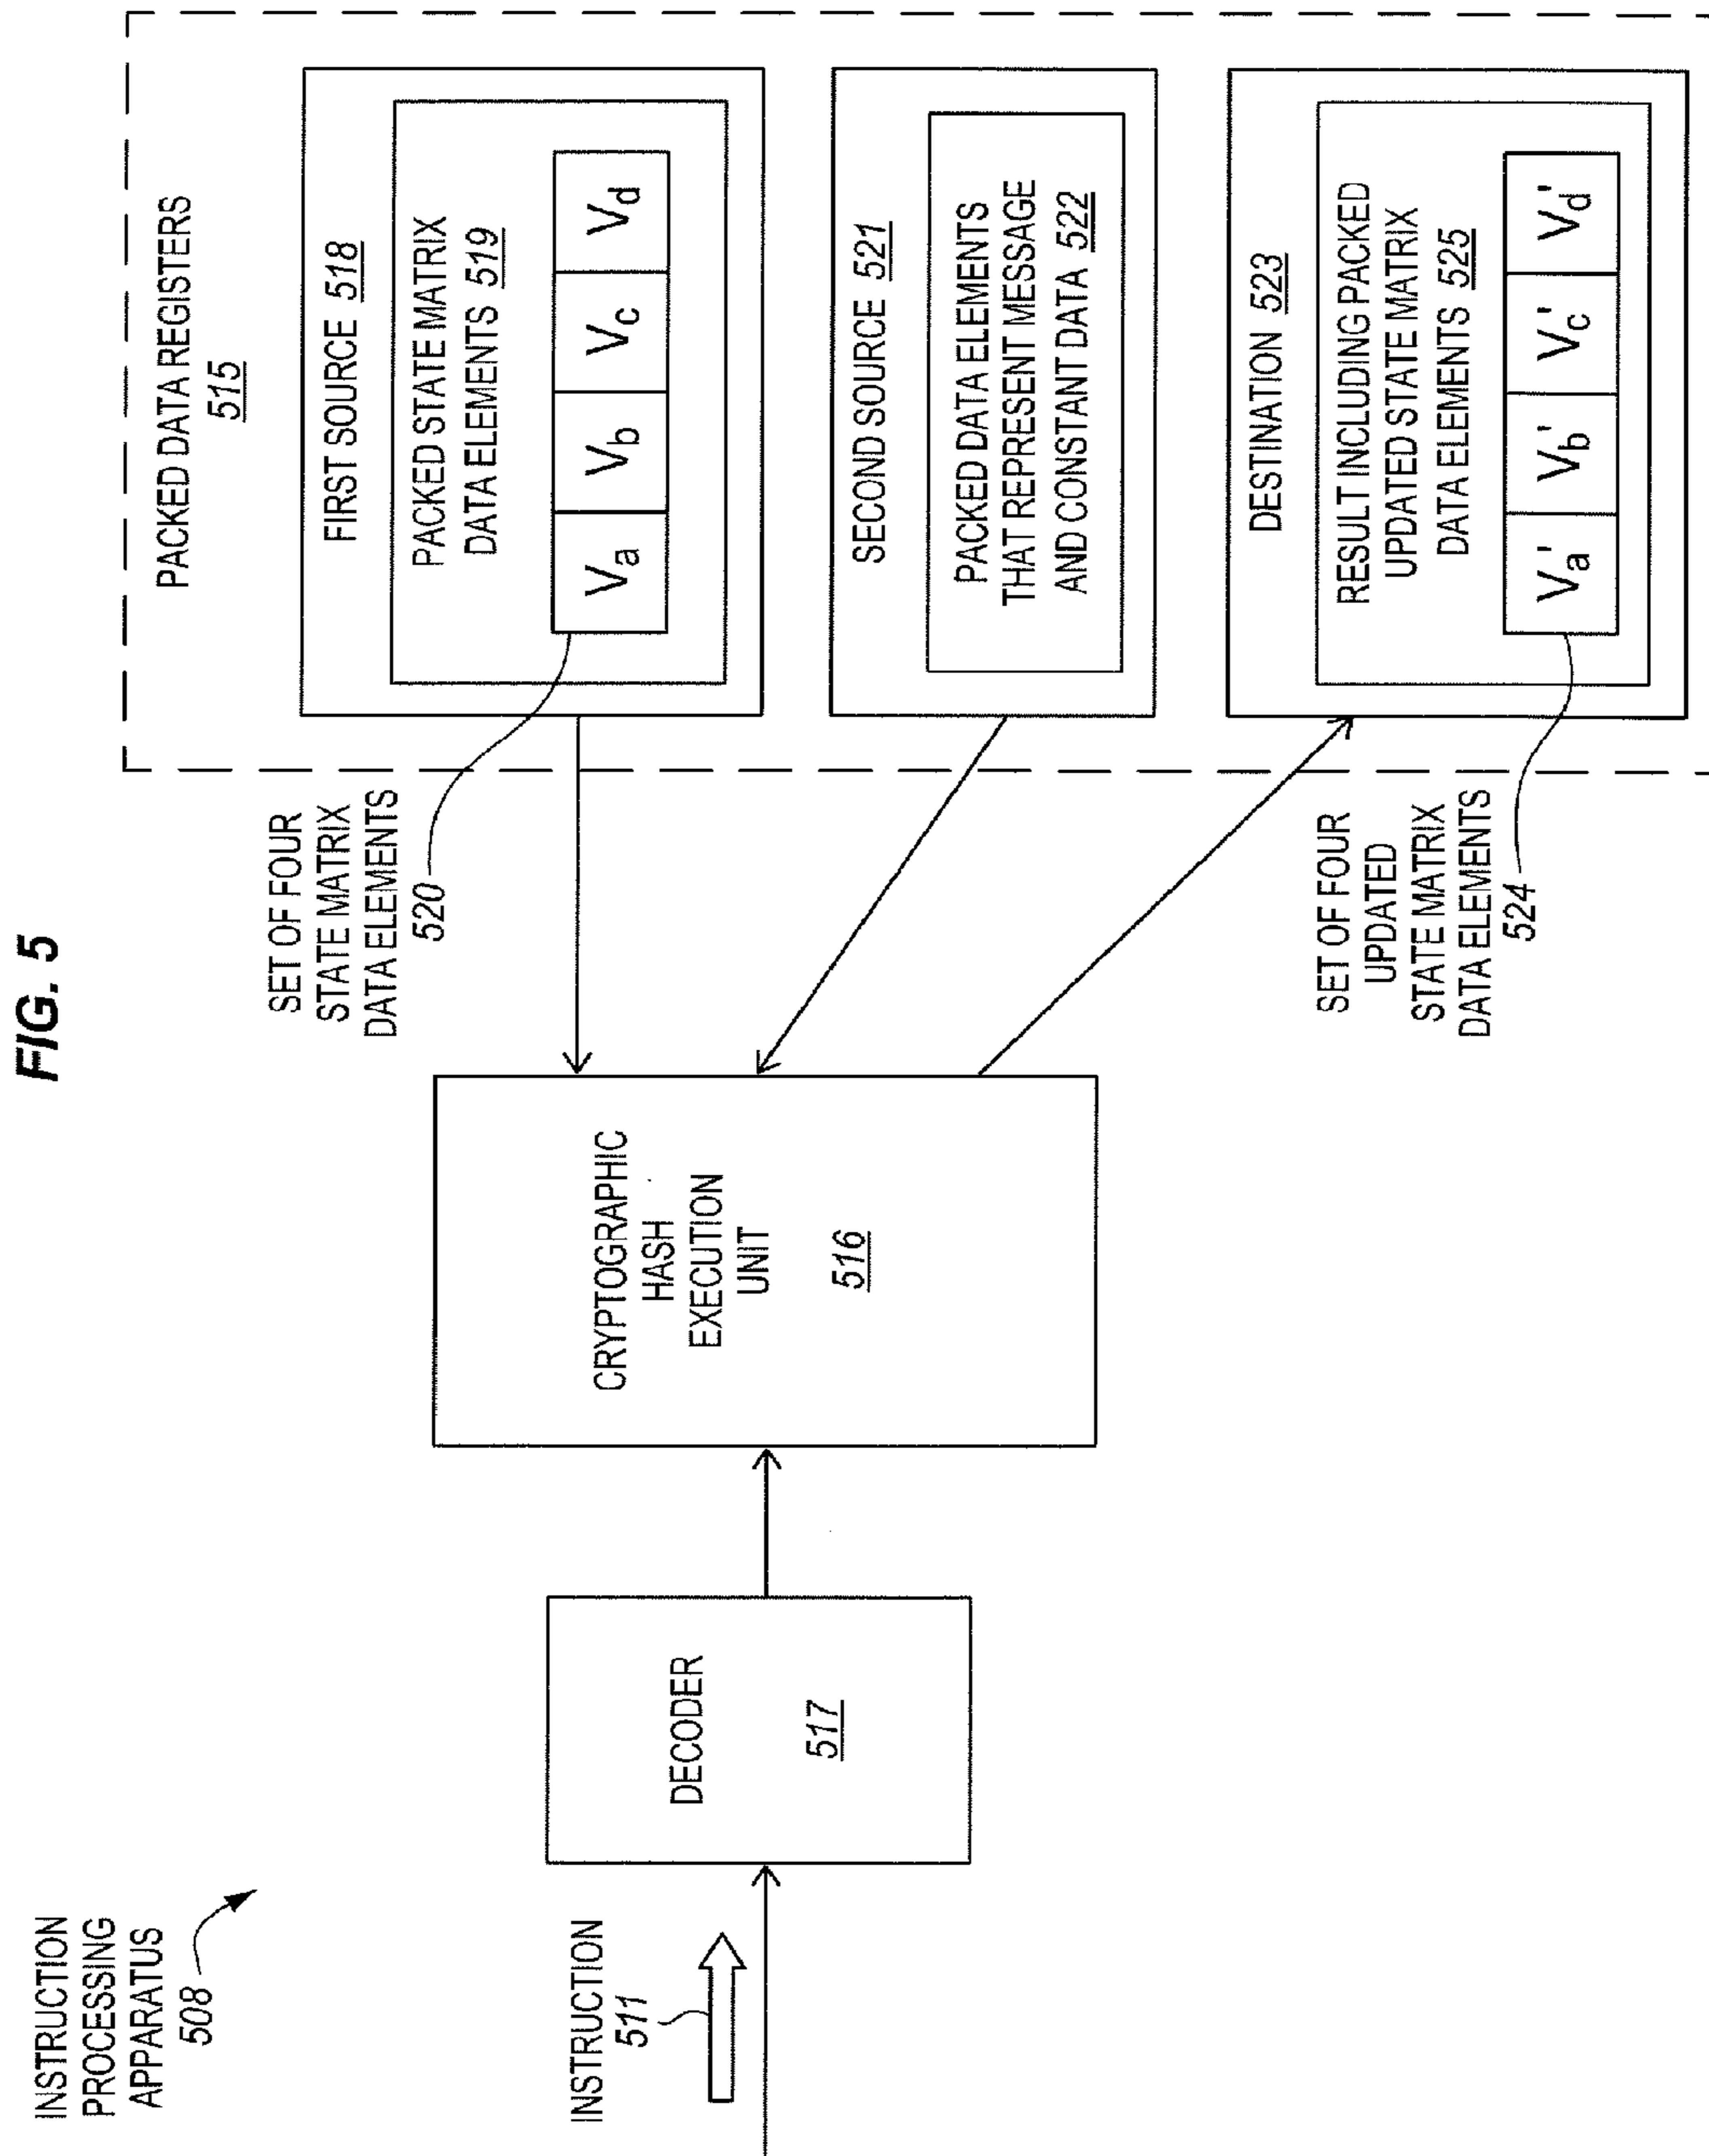 FIG. 5
INSTRUCTION
PROCESSING
APPARATUS
508
INSTRUCTION
511
DECODER
517
CRYPTOGRAPHIC
HASH
EXECUTION
UNIT
516
SET OF FOUR
STATE MATRIX
DATA ELEMENTS
520
SET OF FOUR
UPDATED
STATE MATRIX
DATA ELEMENTS
524
PACKED DATA REGISTERS
515
FIRST SOURCE 518
PACKED STATE MATRIX
DATA ELEMENTS 519
Va Vb Vc Vd
SECOND SOURCE 521
PACKED DATA ELEMENTS
THAT REPRESENT MESSAGE
AND CONSTANT DATA 522
DESTINATION 523
RESULT INCLUDING PACKED
UPDATED STATE MATRIX
DATA ELEMENTS 525
Va' Vb' Vc' Vd'